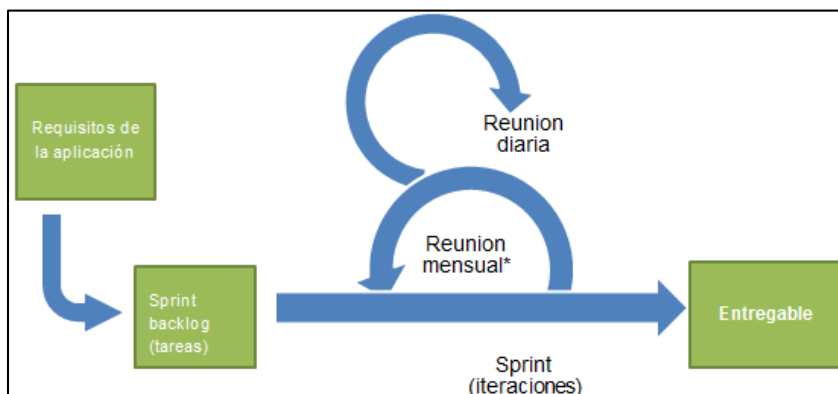 Requisitos de
la aplicación
Reunion
diaria
Reunion
mensual*
Sprint
backlog
(tareas)
Entregable
Sprint
(iteraciones)